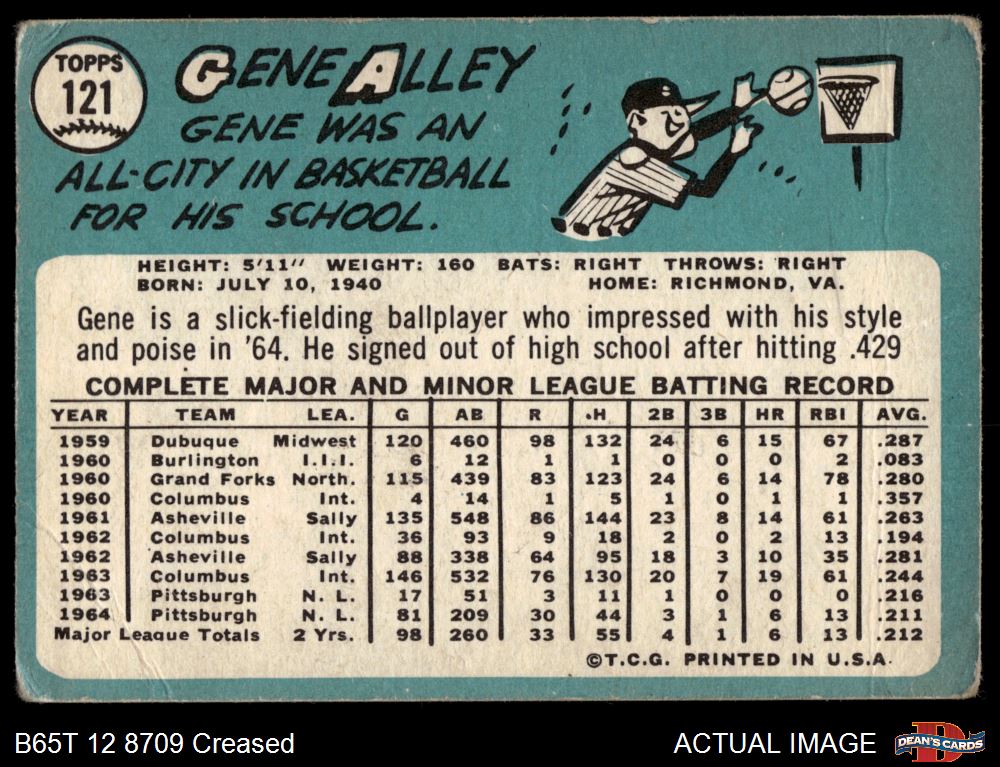 TOPPS
121
GENE ALLEY
GENE WAS AN
ALL-CITY IN BASKETBALL
FOR HIS SCHOOL.
HEIGHT: 5'11" WEIGHT: 160 BATS: RIGHT THROWS: RIGHT
BORN: JULY 10, 1940 HOME: RICHMOND, VA.
Gene is a slick-fielding ballplayer who impressed with his style
and poise in '64. He signed out of high school after hitting .429
COMPLETE MAJOR AND MINOR LEAGUE BATTING RECORD
YEAR TEAM LEA. G AB R H 2B 3B HR RBI AVG.
1959 Dubuque Midwest 120 460 98 132 24 6 15 67 .287
1960 Burlington I.I.I. 6 12 1 1 0 0 0 2 .083
1960 Grand Forks North. 115 439 83 123 24 6 14 78 .280
1960 Columbus Int. 4 14 1 5 1 0 1 1 .357
1961 Asheville Sally 135 548 86 144 23 8 14 61 .263
1962 Columbus Int. 36 93 9 18 2 0 2 13 .194
1962 Asheville Sally 88 338 64 95 18 3 10 35 .281
1963 Columbus Int. 146 532 76 130 20 7 19 61 .244
1963 Pittsburgh N. L. 17 51 3 11 1 0 0 0 .216
1964 Pittsburgh N. L. 81 209 30 44 3 1 6 13 .211
Major League Totals 2 Yrs. 98 260 33 55 4 1 6 13 .212
©T.C.G. PRINTED IN U.S.A.
B65T 12 8709 Creased ACTUAL IMAGE
D
DEAN'S CARDS